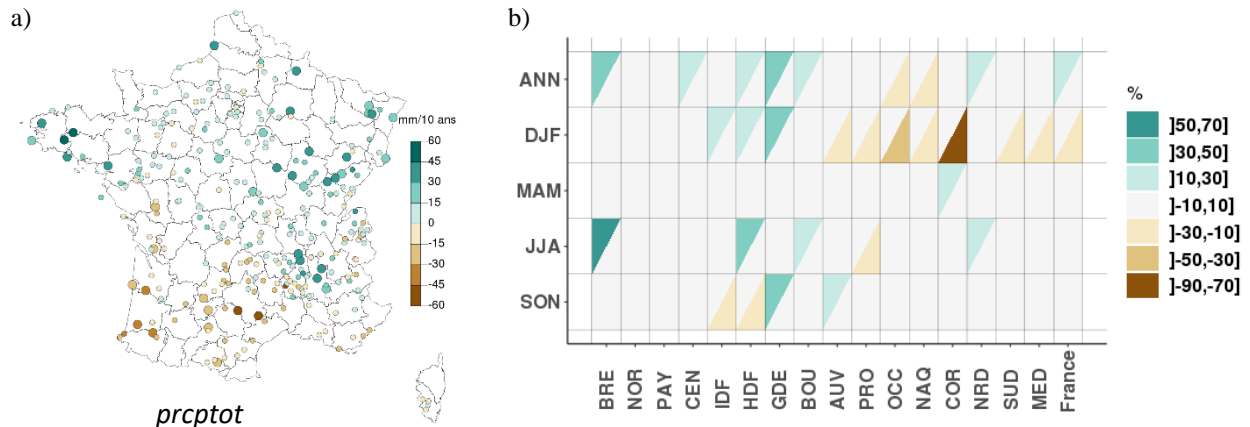 a)
mm/10 ans
60
45
30
15
0
-15
-30
-45
-60
prcptot
b)
ANN
DJF
MAM
JJA
SON
BRE
NOR
PAY
CEN
IDF
HDF
GDE
BOU
AUV
PRO
OCC
NAQ
COR
NRD
SUD
MED
France
%
]50,70]
]30,50]
]10,30]
]-10,10]
]-30,-10]
]-50,-30]
]-90,-70]